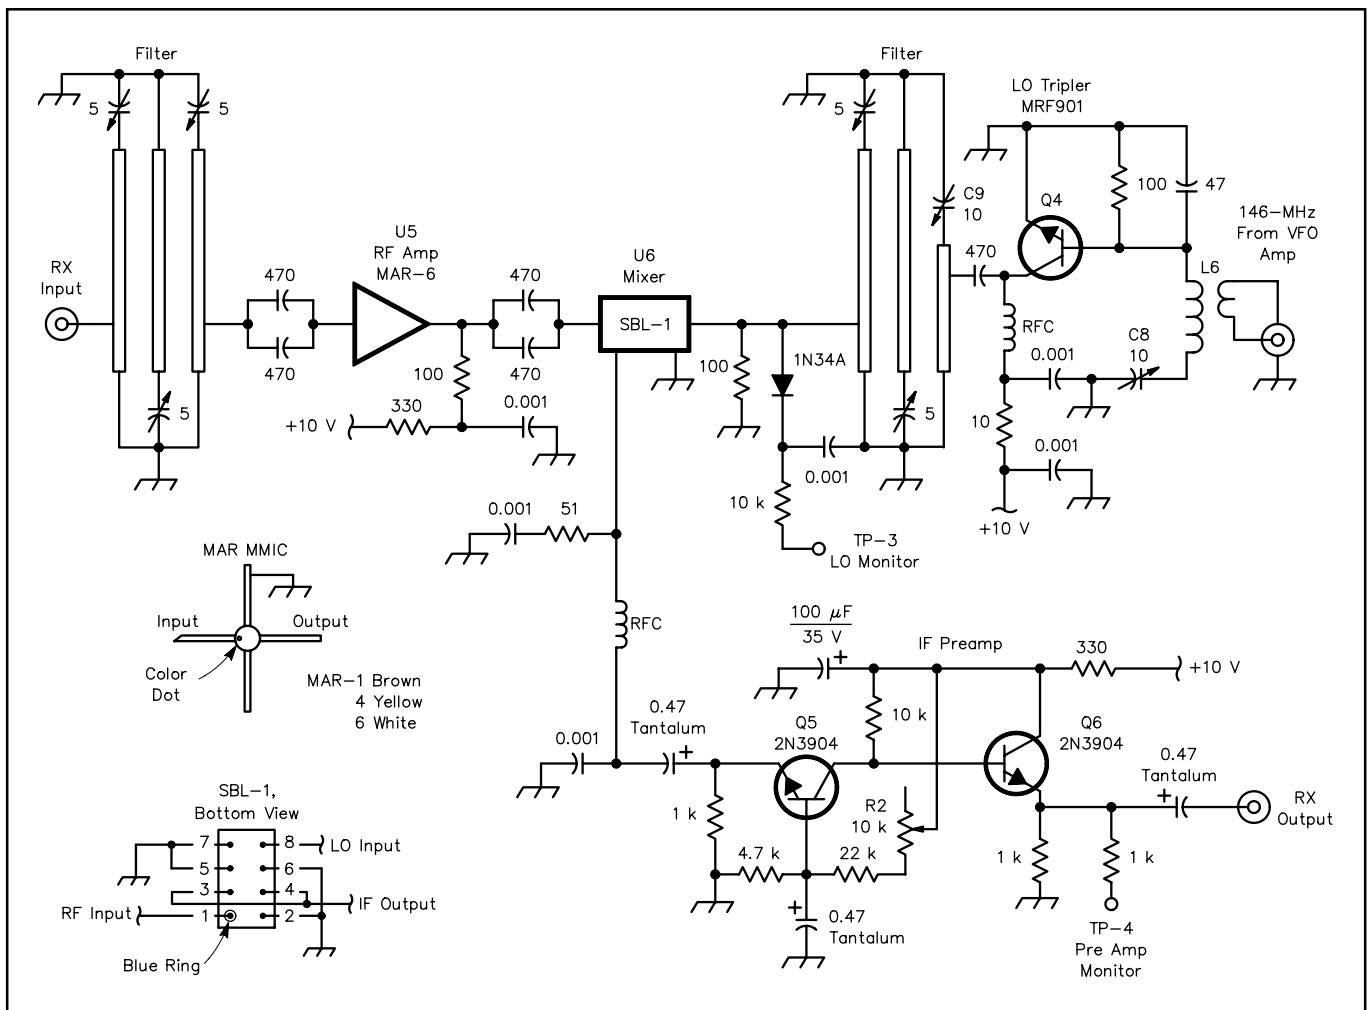 Filter
5
5
RX
Input
470
470
U5
RF Amp
MAR-6
470
470
100
330
+10 V
0.001
5
U6
Mixer
SBL-1
Filter
5
C9
10
100
1N34A
5
0.001
10 k
TP-3
LO Monitor
LO Tripler
MRF901
Q4
100
47
470
146-MHz
From VFO
Amp
L6
RFC
0.001
C8
10
10
0.001
+10 V
0.001
51
RFC
MAR MMIC
Input
Output
Color
Dot
MAR-1 Brown
4 Yellow
6 White
100 µF
35 V
IF Preamp
330
+10 V
0.47
Tantalum
Q5
2N3904
10 k
Q6
2N3904
0.001
0.47
Tantalum
RX
Output
1 k
R2
10 k
4.7 k
22 k
1 k
1 k
0.47
Tantalum
TP-4
Pre Amp
Monitor
SBL-1,
Bottom View
7
8
LO Input
5
6
3
4
IF Output
RF Input
1
2
Blue Ring